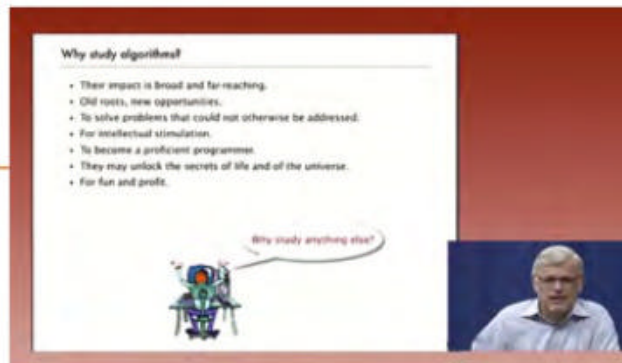 Why study algorithms?
• Their impact is broad and far-reaching.
• Old roots, new opportunities.
• To solve problems that could not otherwise be addressed.
• For intellectual stimulation.
• To become a proficient programmer.
• They may unlock the secrets of life and of the universe.
• For fun and profit.
Why study anything else?